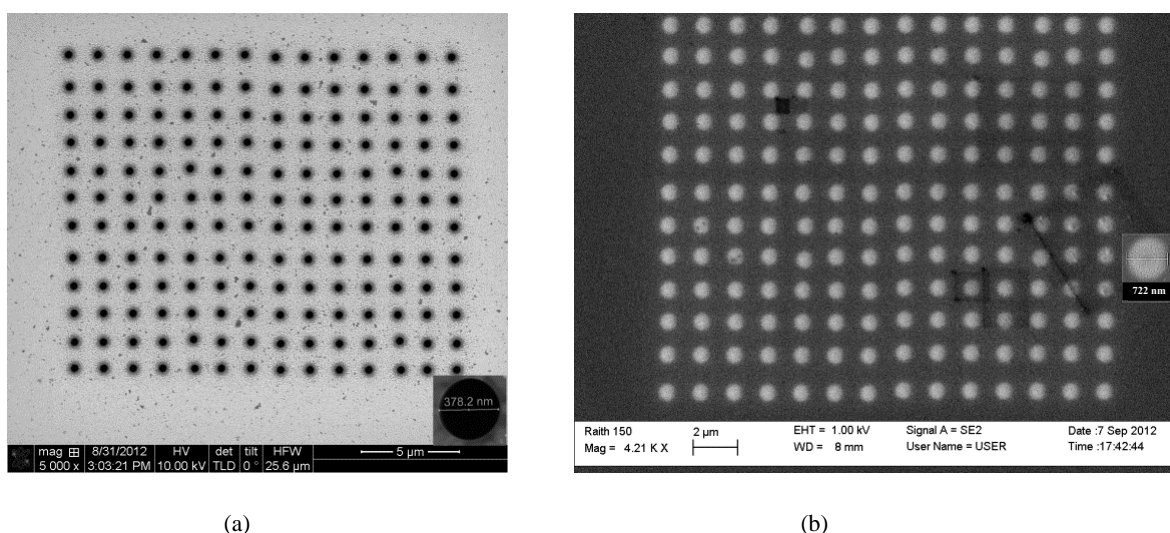 378.2 nm
mag 8/31/2012 HV det tilt HFW 5 µm
5 000 x 3:03:21 PM 10.00 kV TLD 0 ° 25.6 µm
722 nm
Raith 150 2 µm EHT = 1.00 kV Signal A = SE2 Date :7 Sep 2012
Mag = 4.21 K X WD = 8 mm User Name = USER Time :17:42:44
(a) (b)